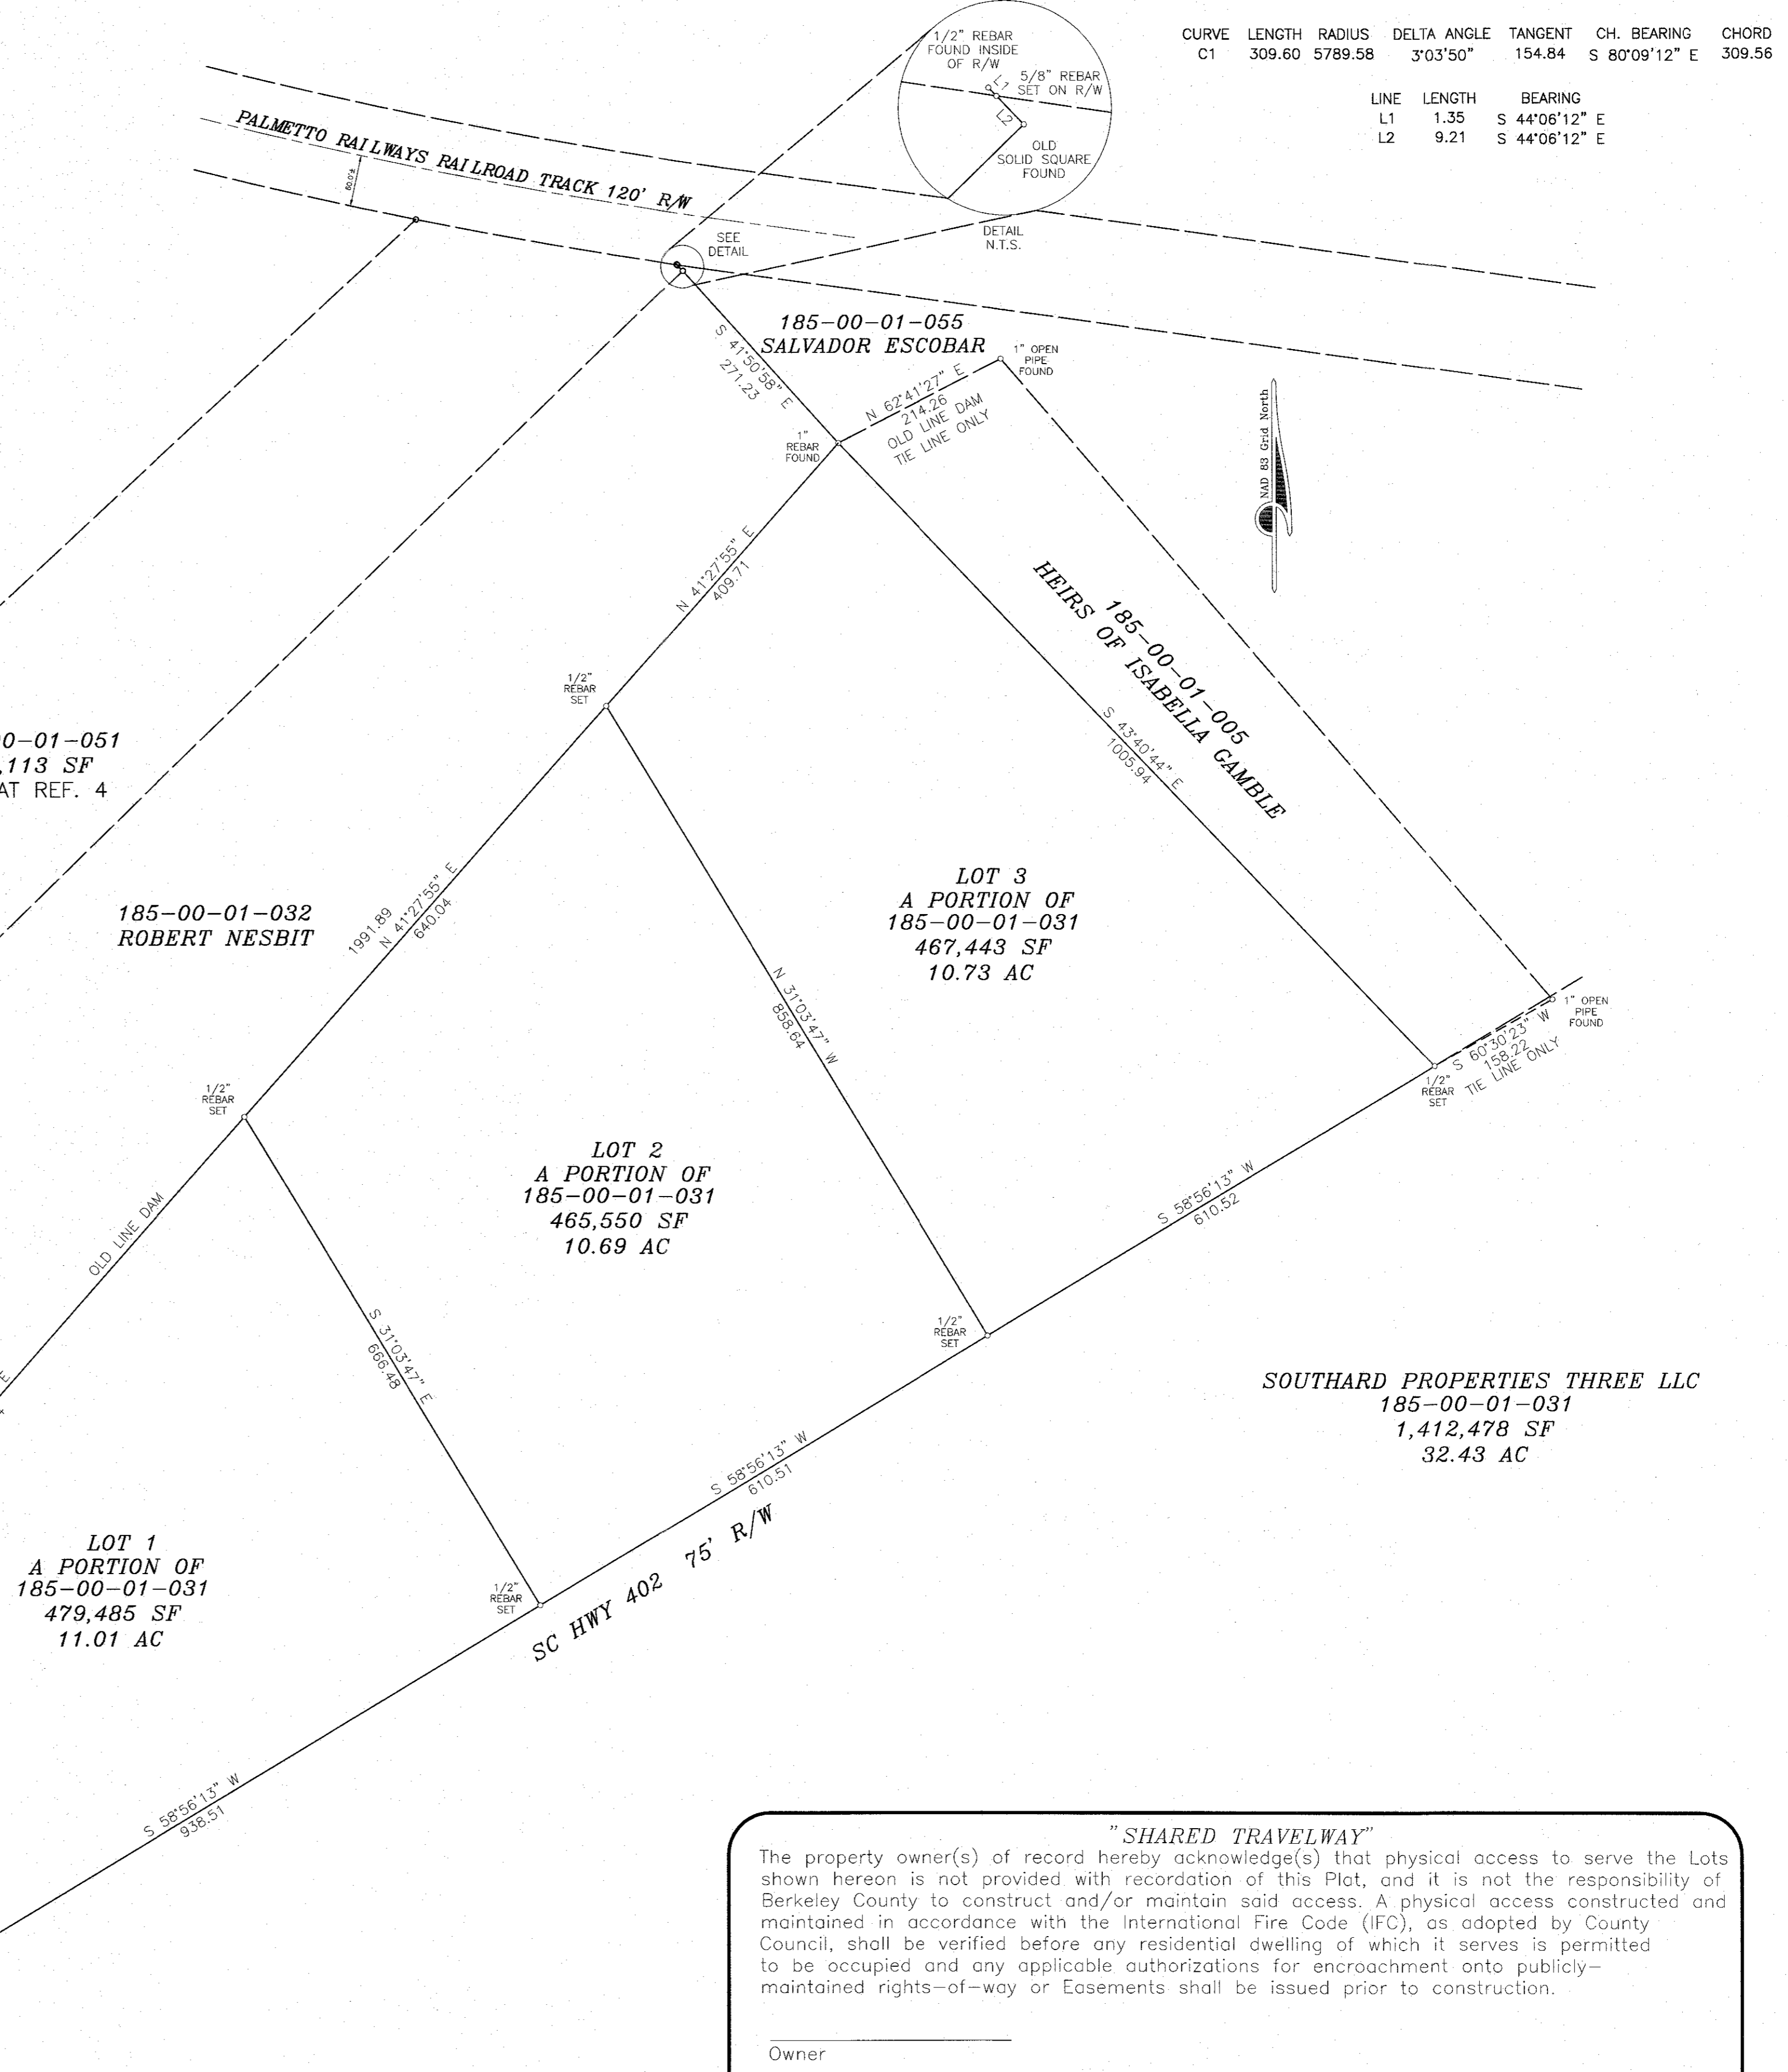 CURVE LENGTH RADIUS DELTA ANGLE TANGENT CH. BEARING CHORD
C1 309.60 5789.58 3°03'50" 154.84 S 80°09'12" E 309.56
LINE LENGTH BEARING
L1 1.35 S 44°06'12" E
L2 9.21 S 44°06'12" E
1/2" REBAR
FOUND INSIDE
OF R/W
L1
5/8" REBAR
SET ON R/W
L2
OLD
SOLID SQUARE
FOUND
DETAIL
N.T.S.
PALMETTO RAILWAYS RAILROAD TRACK 120' R/W
60.0'±
SEE
DETAIL
185-00-01-055
SALVADOR ESCOBAR
S 41°50'58" E
271.23
1" OPEN
PIPE
FOUND
N 62°41'27" E
214.26
OLD LINE DAM
TIE LINE ONLY
1"
REBAR
FOUND
NAD 83 Grid North
N 41°27'55" E
409.71
185-00-01-005
HEIRS OF ISABELLA GAMBLE
S 43°40'44" E
1005.94
1/2"
REBAR
SET
0-01-051
,113 SF
AT REF. 4
185-00-01-032
ROBERT NESBIT
1991.89
N 41°27'55" E
640.04
LOT 3
A PORTION OF
185-00-01-031
467,443 SF
10.73 AC
N 31°03'47" W
858.64
1" OPEN
PIPE
FOUND
S 60°30'23" W
158.22
TIE LINE ONLY
1/2"
REBAR
SET
1/2"
REBAR
SET
OLD LINE DAM
LOT 2
A PORTION OF
185-00-01-031
465,550 SF
10.69 AC
S 58°56'13" W
610.52
S 31°03'47" E
666.48
1/2"
REBAR
SET
E
SOUTHARD PROPERTIES THREE LLC
185-00-01-031
1,412,478 SF
32.43 AC
S 58°56'13" W
610.51
SC HWY 402 75' R/W
LOT 1
A PORTION OF
185-00-01-031
479,485 SF
11.01 AC
1/2"
REBAR
SET
S 58°56'13" W
938.51
"SHARED TRAVELWAY"
The property owner(s) of record hereby acknowledge(s) that physical access to serve the Lots
shown hereon is not provided with recordation of this Plat, and it is not the responsibility of
Berkeley County to construct and/or maintain said access. A physical access constructed and
maintained in accordance with the International Fire Code (IFC), as adopted by County
Council, shall be verified before any residential dwelling of which it serves is permitted
to be occupied and any applicable authorizations for encroachment onto publicly-
maintained rights-of-way or Easements shall be issued prior to construction.
Owner